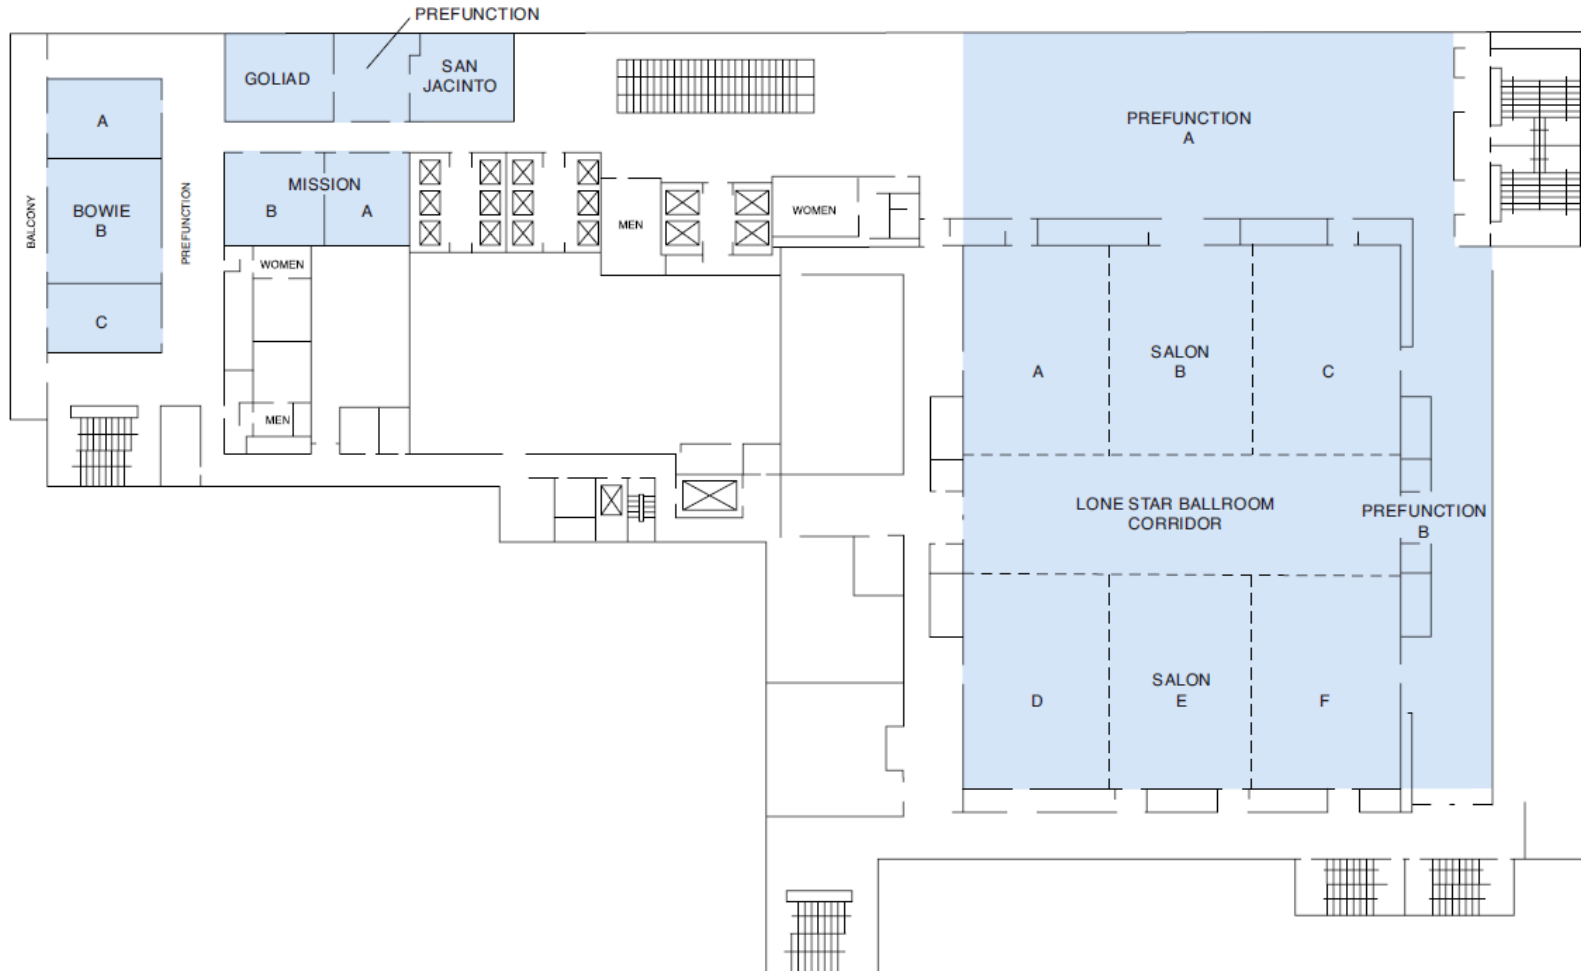 PREFUNCTION
GOLIAD
SAN
JACINTO
A
BOWIE
B
C
BALCONY
PREFUNCTION
MISSION
B
A
WOMEN
MEN
MEN
WOMEN
PREFUNCTION
A
A
SALON
B
C
LONE STAR BALLROOM
CORRIDOR
PREFUNCTION
B
D
SALON
E
F